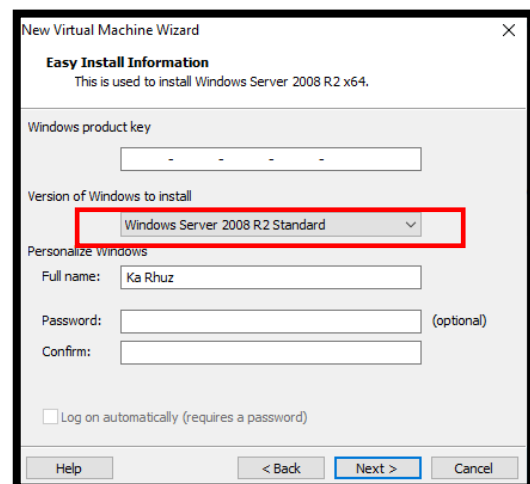 New Virtual Machine Wizard
Easy Install Information
This is used to install Windows Server 2008 R2 x64.
Windows product key
- - - -
Version of Windows to install
Windows Server 2008 R2 Standard
Personalize Windows
Full name: Ka Rhuz
Password: (optional)
Confirm:
Log on automatically (requires a password)
Help < Back Next > Cancel